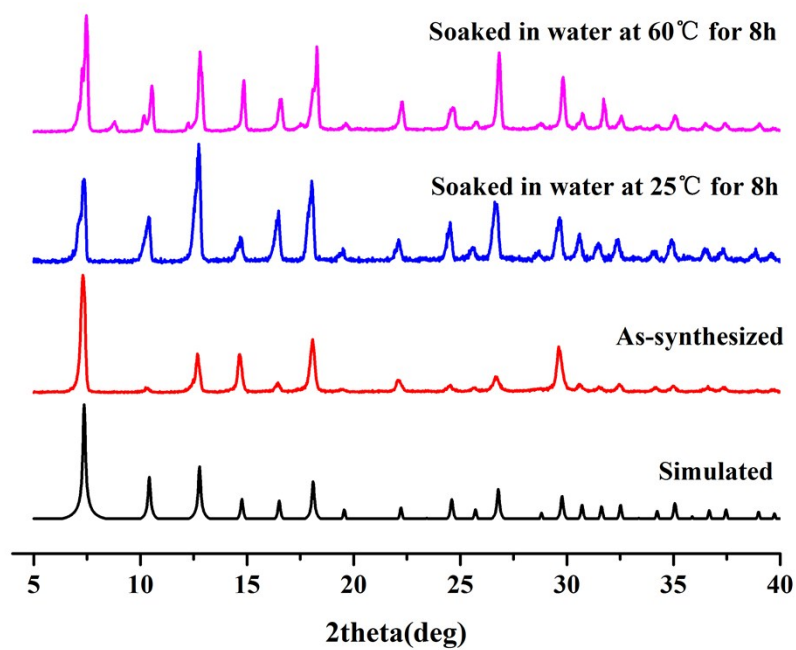 Soaked in water at 60℃ for 8h
Soaked in water at 25℃ for 8h
As-synthesized
Simulated
5 10 15 20 25 30 35 40
2theta(deg)